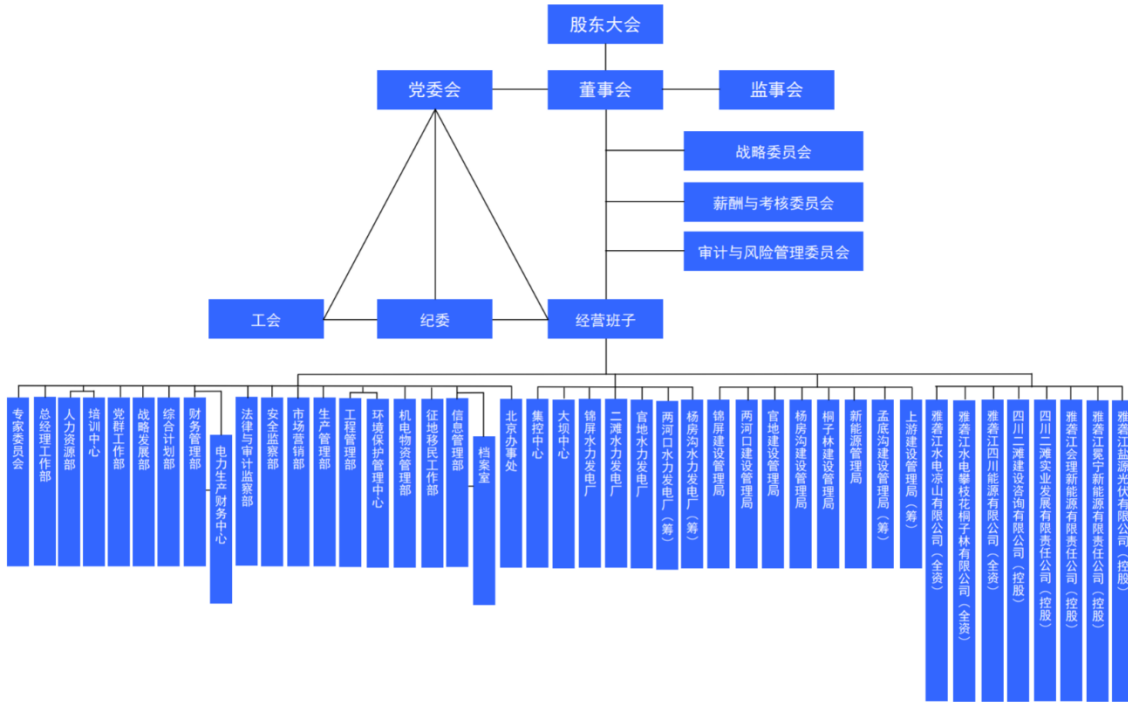 股东大会
党委会
董事会
监事会
战略委员会
薪酬与考核委员会
审计与风险管理委员会
工会
纪委
经营班子
专家委员会
总经理工作部
人力资源部
培训中心
党群工作部
战略发展部
综合计划部
财务管理部
电力生产财务中心
法律与审计监察部
安全监察部
市场营销部
生产管理部
工程管理部
环境保护管理中心
机电物资管理部
征地移民工作部
信息管理部
档案室
北京办事处
集控中心
大坝中心
锦屏水力发电厂
二滩水力发电厂
官地水力发电厂
两河口水力发电厂（筹）
杨房沟水力发电厂（筹）
锦屏建设管理局
两河口建设管理局
官地建设管理局
杨房沟建设管理局
桐子林建设管理局
新能源管理局
孟底沟建设管理局（筹）
上游建设管理局（筹）
雅砻江水电凉山有限公司（全资）
雅砻江水电攀枝花桐子林有限公司（全资）
雅砻江四川能源有限公司（全资）
四川二滩建设咨询有限公司（控股）
四川二滩实业发展有限责任公司（控股）
雅砻江会理新能源有限责任公司（控股）
雅砻江冕宁新能源有限责任公司（控股）
雅砻江盐源光伏有限公司（控股）